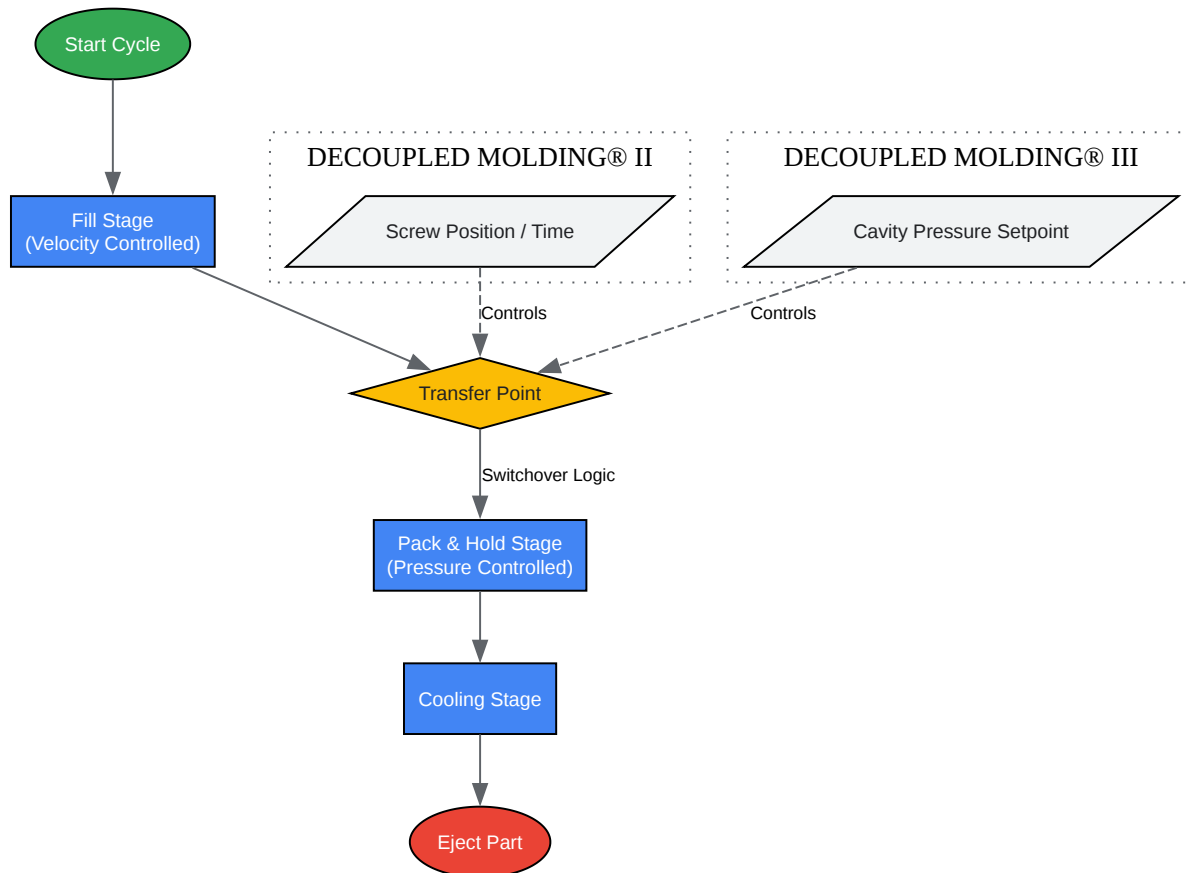 Start Cycle
DECOUPLED MOLDING® II
DECOUPLED MOLDING® III
Fill Stage
(Velocity Controlled)
Screw Position / Time
Cavity Pressure Setpoint
Controls
Controls
Transfer Point
Switchover Logic
Pack & Hold Stage
(Pressure Controlled)
Cooling Stage
Eject Part